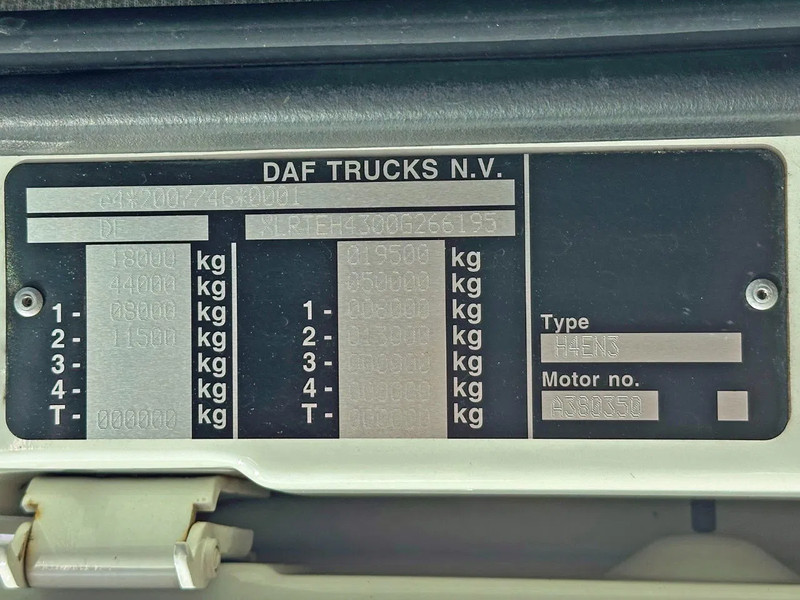 DAF TRUCKS N.V.
e4*2007/46*0001
DE XLRTEH4300G266195
18000 kg 019500 kg
44000 kg 050000 kg
1- 08000 kg 1- kg
2- 11500 kg 2- kg
3- kg 3- kg
4- kg 4- kg
T- 000000 kg T- kg
Type
H4EN3
Motor no.
A380350